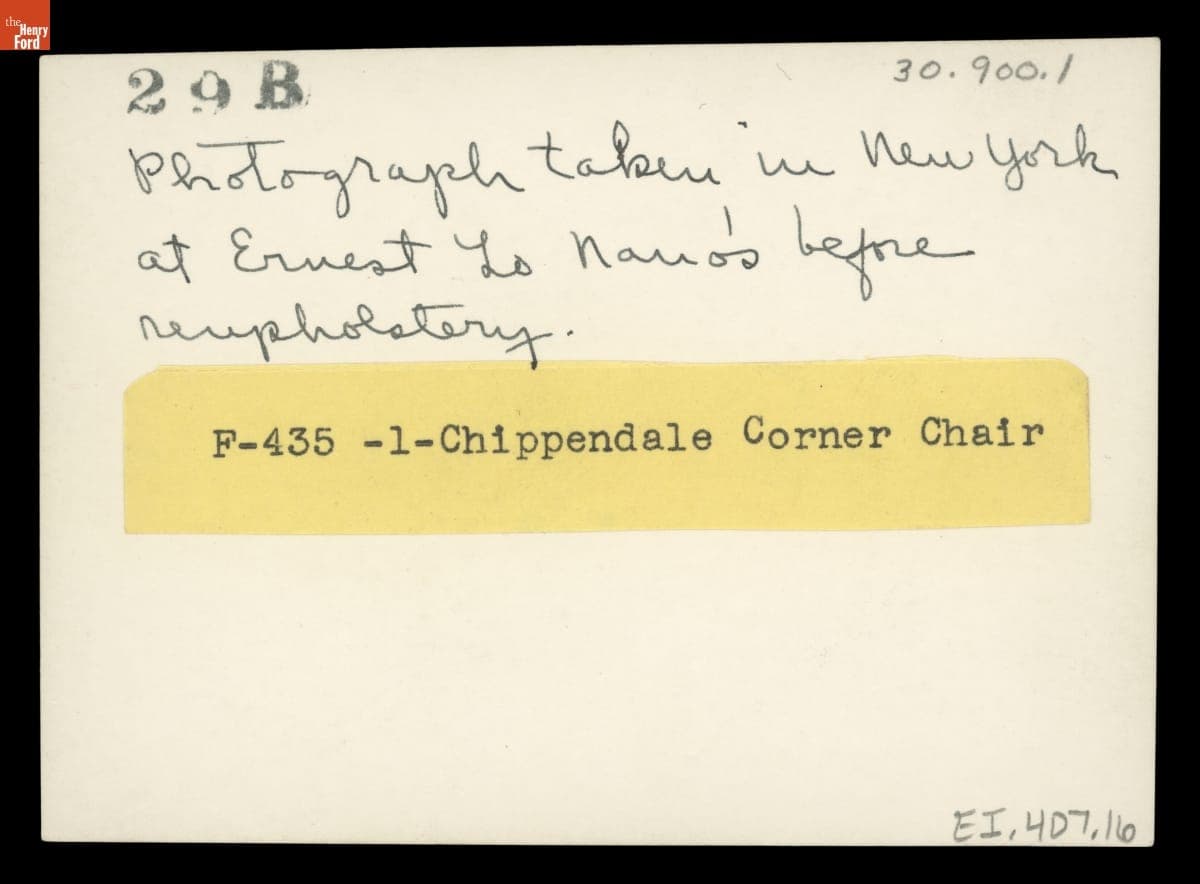 the
Henry
Ford
29B
30.900.1
Photograph taken in New York
at Ernest Lo Nano's before
reupholstery.
F-435 -1-Chippendale Corner Chair
EI.407.16